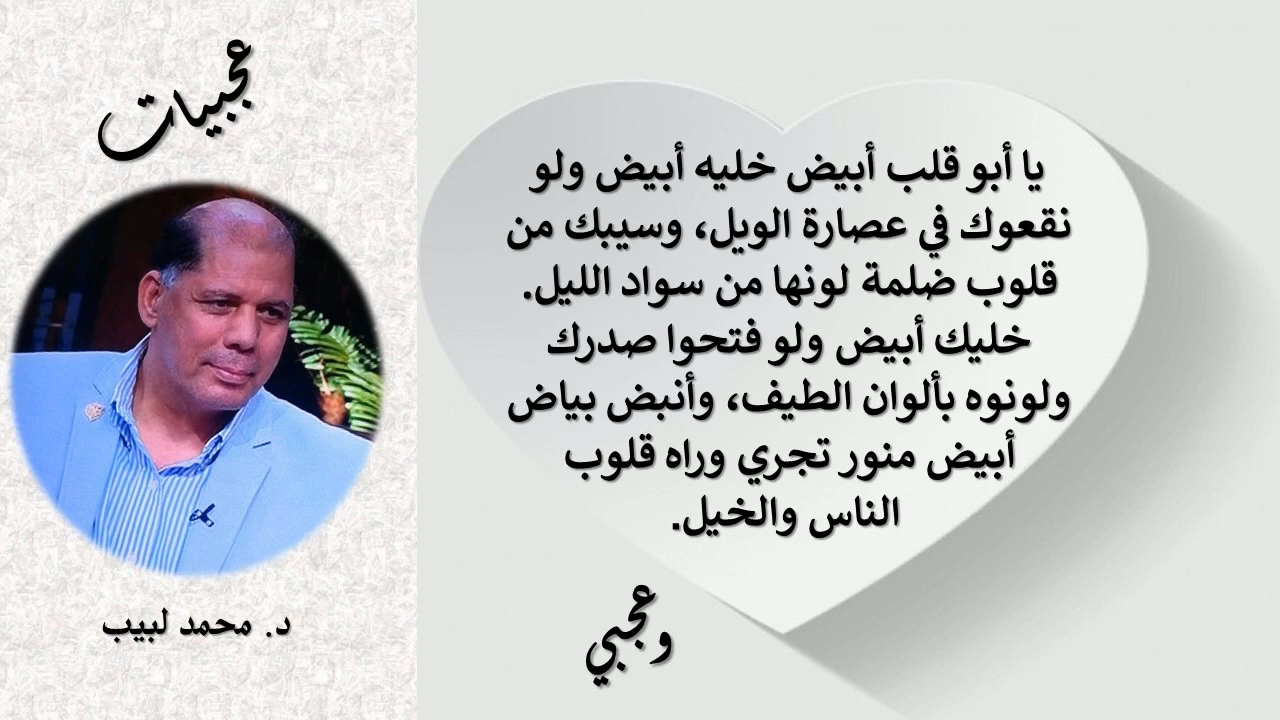 عجبيات
د. محمد لبيب
يا أبو قلب أبيض خليه أبيض ولو
نقعوك في عصارة الويل، وسيبك من
قلوب ضلمة لونها من سواد الليل.
خليك أبيض ولو فتحوا صدرك
ولونوه بألوان الطيف، وأنبض بياض
أبيض منور تجري وراه قلوب
الناس والخيل.
وعجبي